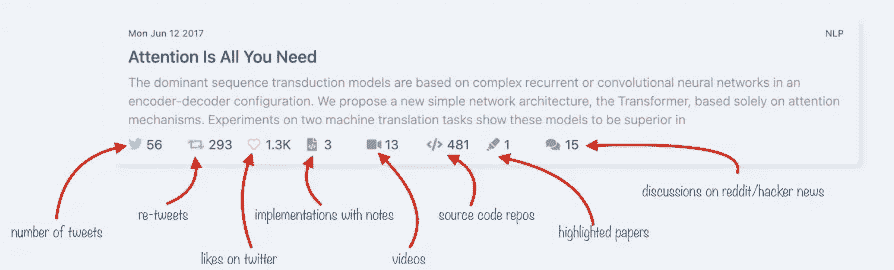 Mon Jun 12 2017
NLP
Attention Is All You Need
The dominant sequence transduction models are based on complex recurrent or convolutional neural networks in an
encoder-decoder configuration. We propose a new simple network architecture, the Transformer, based solely on attention
mechanisms. Experiments on two machine translation tasks show these models to be superior in
56 293 1.3K 3 13 </> 481 1 15
discussions on reddit/hacker news
re-tweets
implementations with notes
source code repos
number of tweets
highlighted papers
likes on twitter
videos